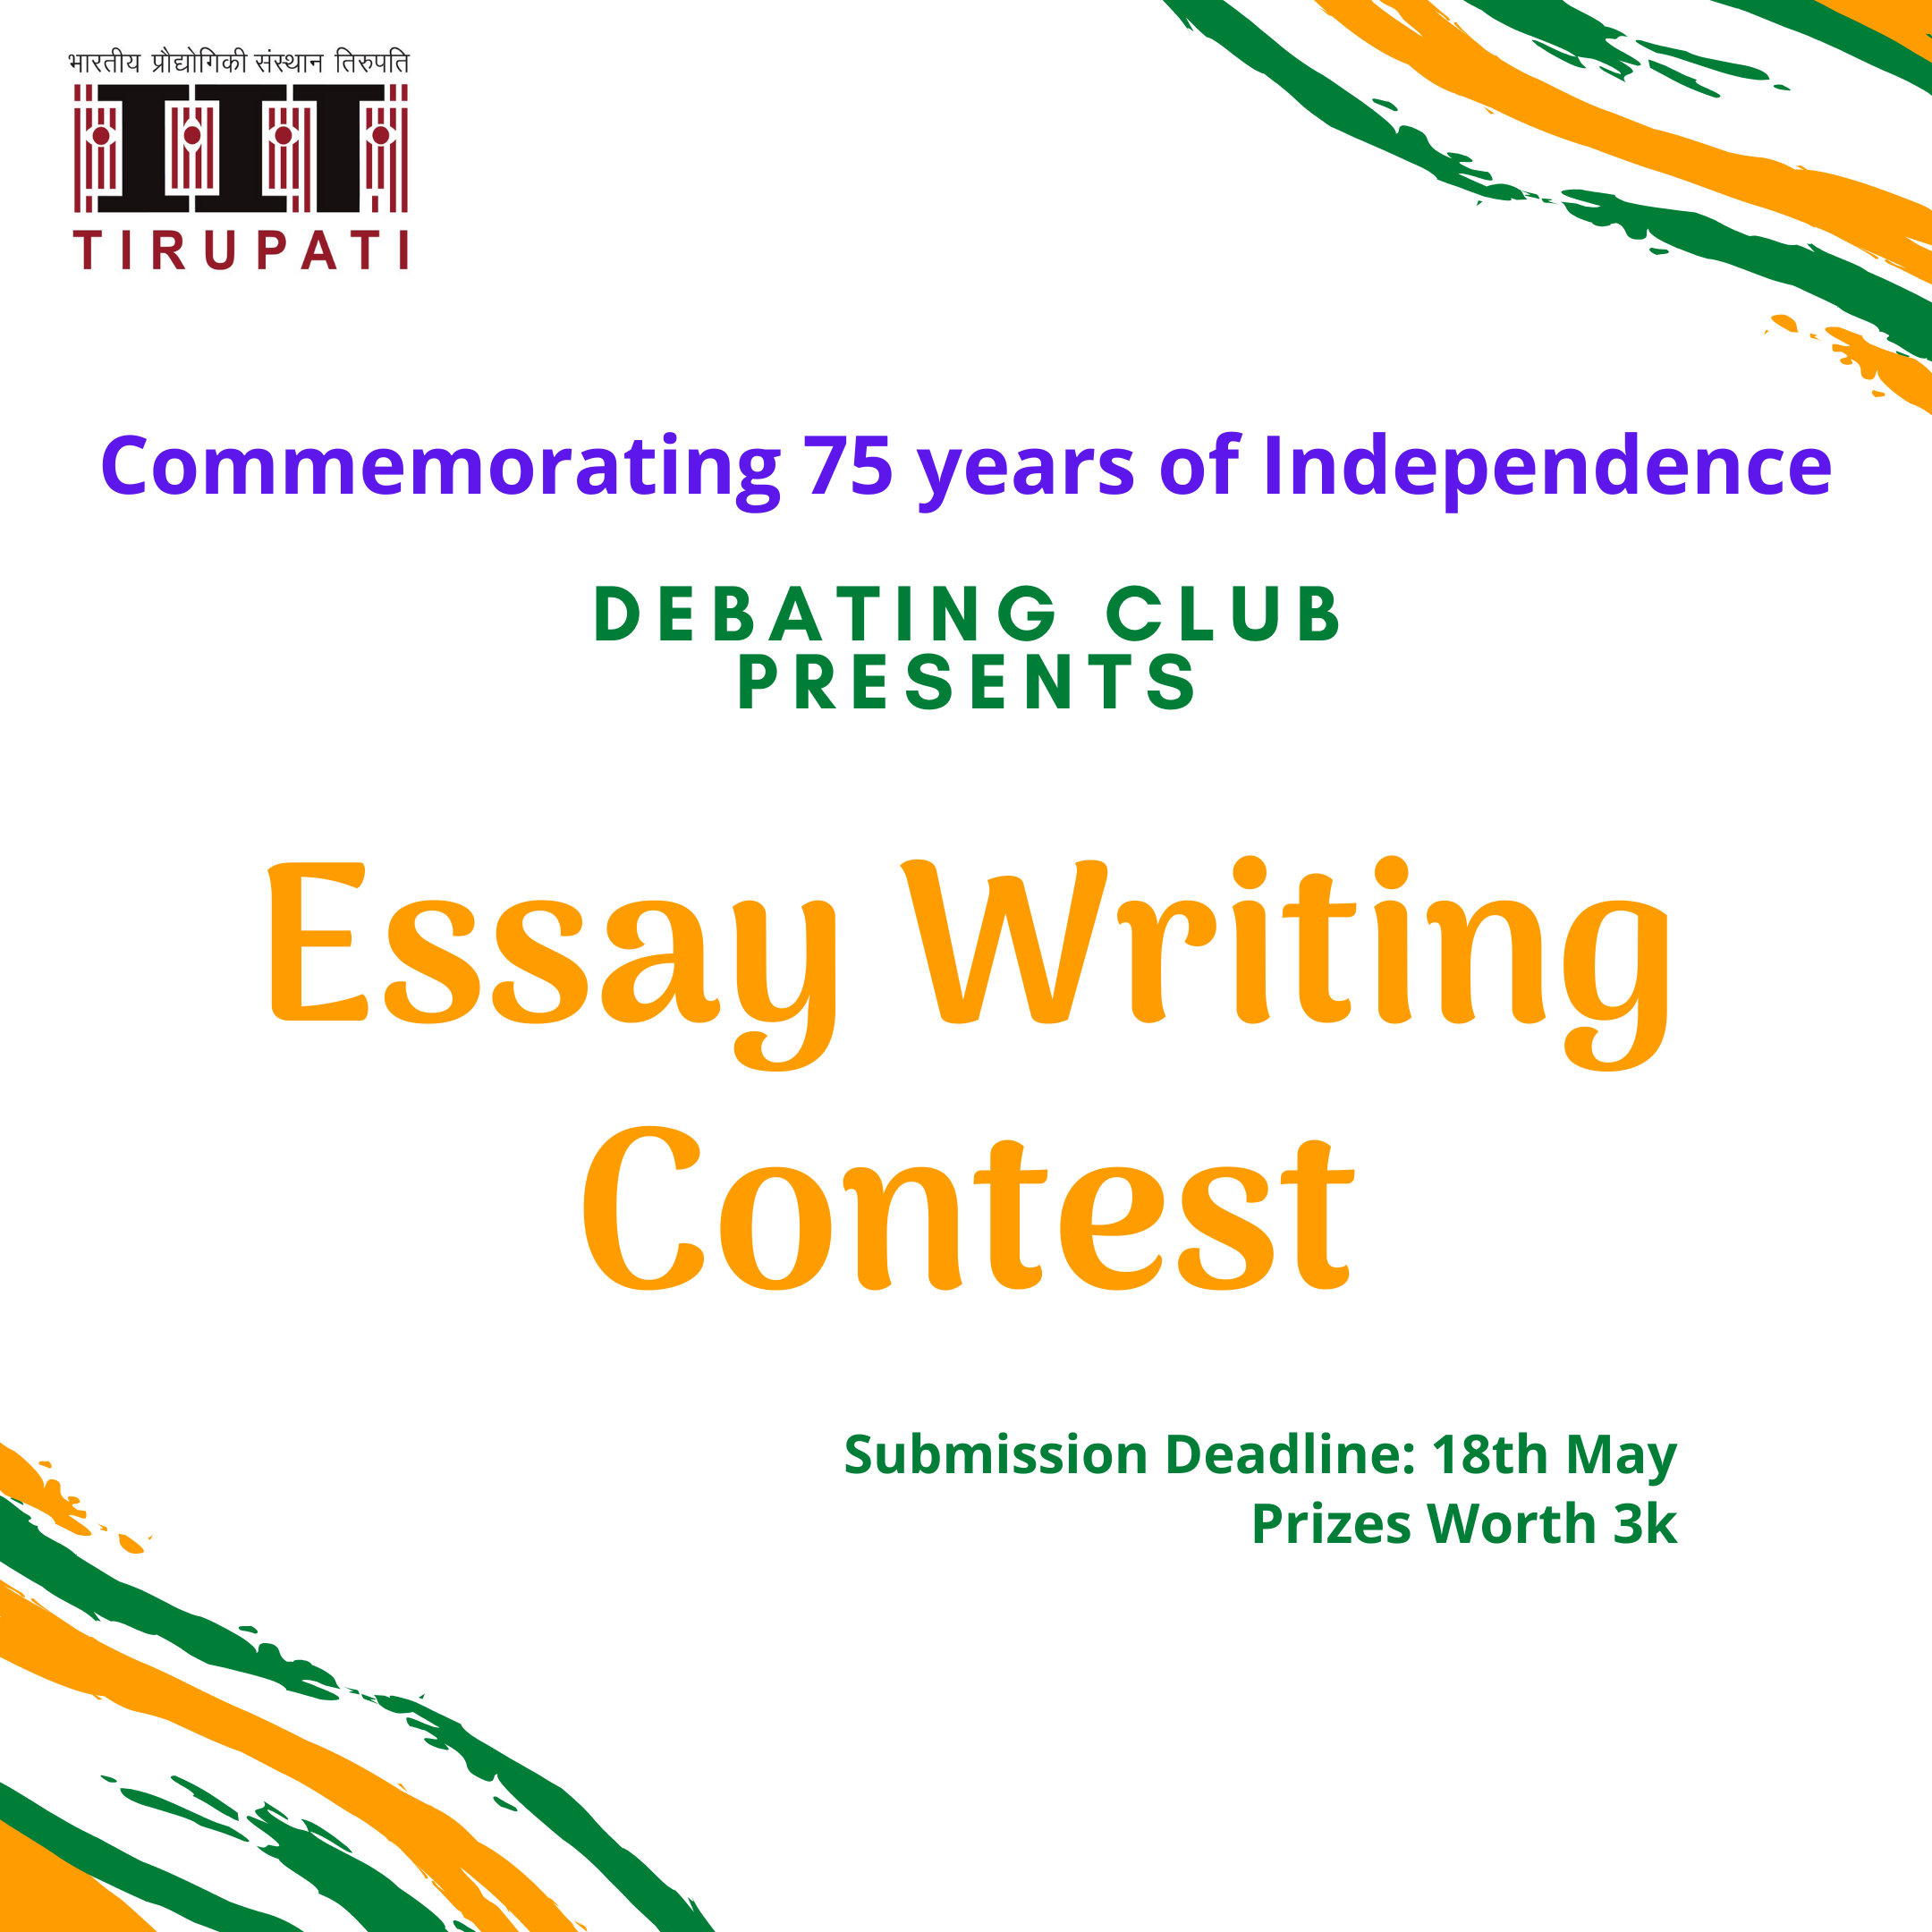 भारतीय प्रौद्योगिकी संस्थान तिरुपति
IIT
TIRUPATI
Commemorating 75 years of Independence
DEBATING CLUB
PRESENTS
Essay Writing
Contest
Submission Deadline: 18th May
Prizes Worth 3k